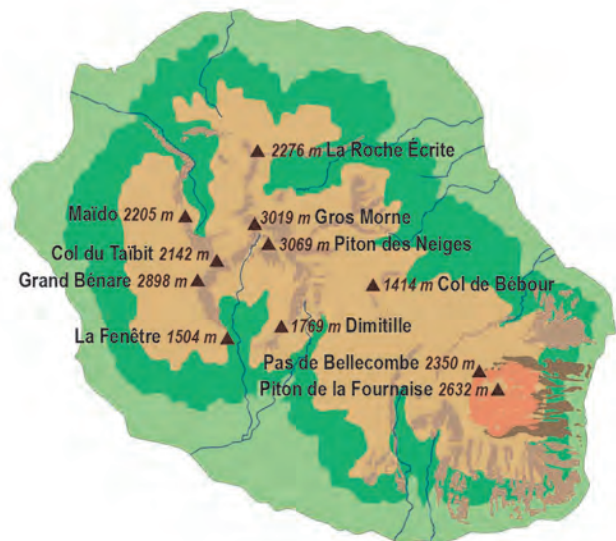 2276 m La Roche Écrite
Maïdo 2205 m
3019 m Gros Morne
3069 m Piton des Neiges
Col du Taïbit 2142 m
Grand Bénare 2898 m
1414 m Col de Bébour
La Fenêtre 1504 m
1769 m Dimitille
Pas de Bellecombe 2350 m
Piton de la Fournaise 2632 m